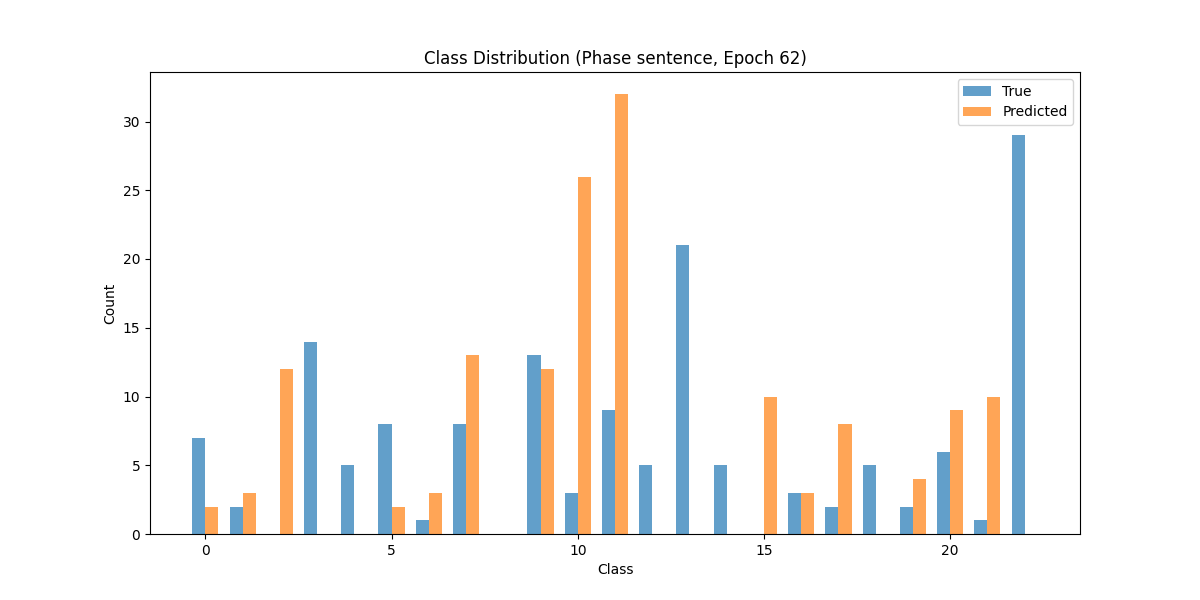 Class Distribution (Phase sentence, Epoch 62)
True
Predicted
30
25
20
15
10
5
0
Count
0 5 10 15 20
Class